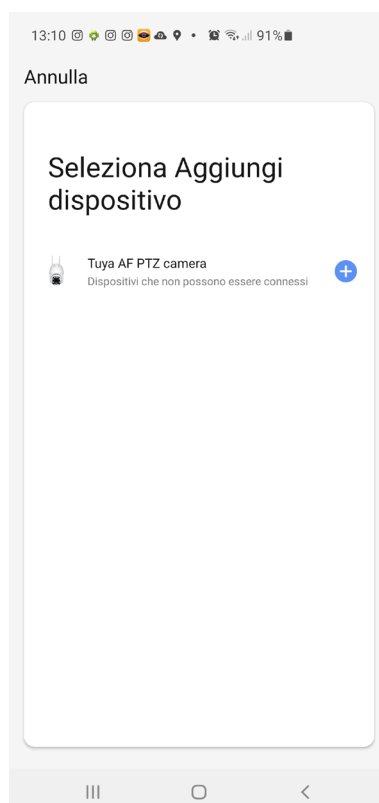 13:10 91%
Annulla
Seleziona Aggiungi
dispositivo
Tuya AF PTZ camera
Dispositivi che non possono essere connessi